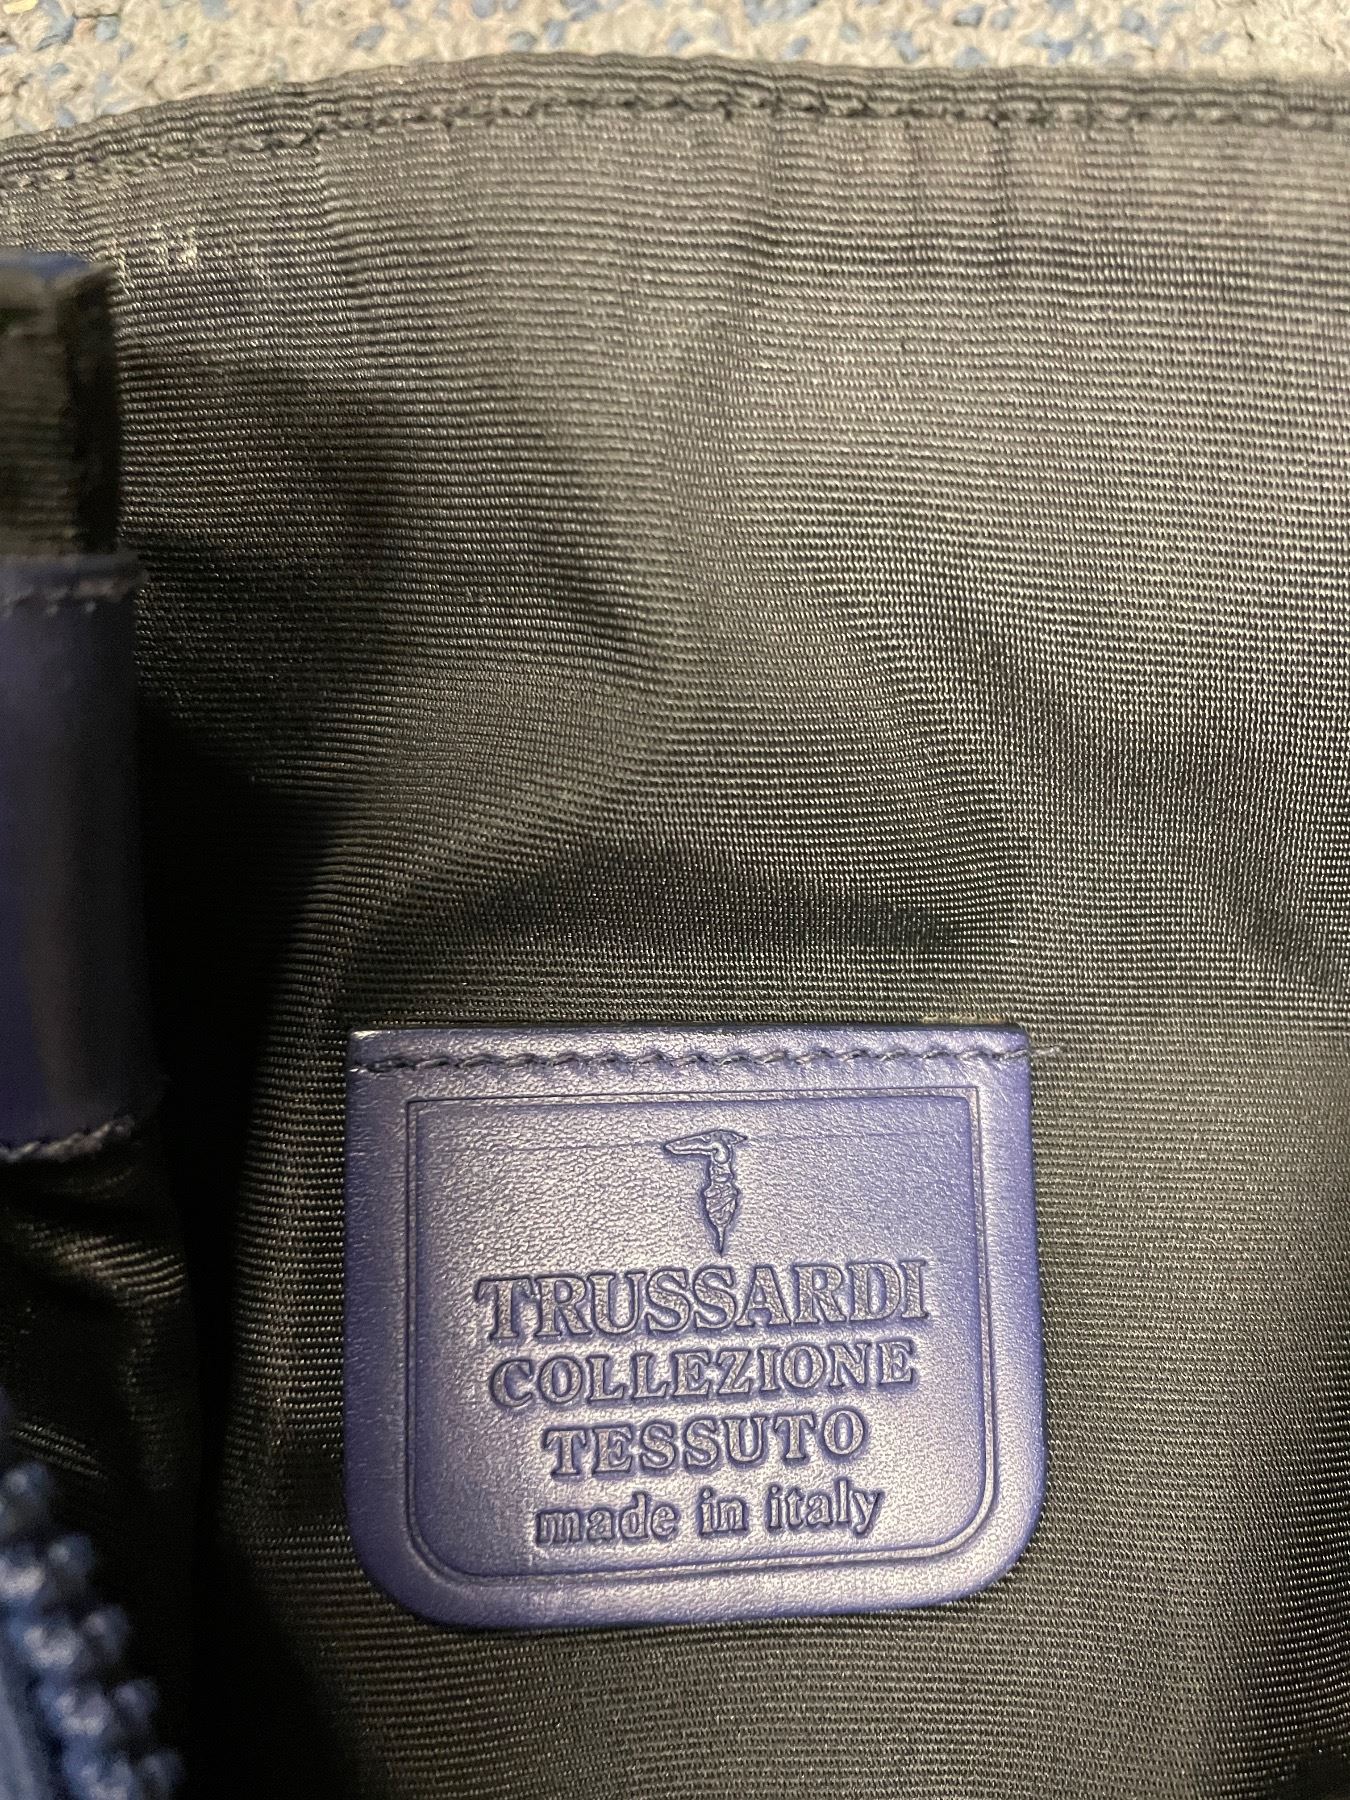 TRUSSARDI
COLLEZIONE
TESSUTO
made in italy